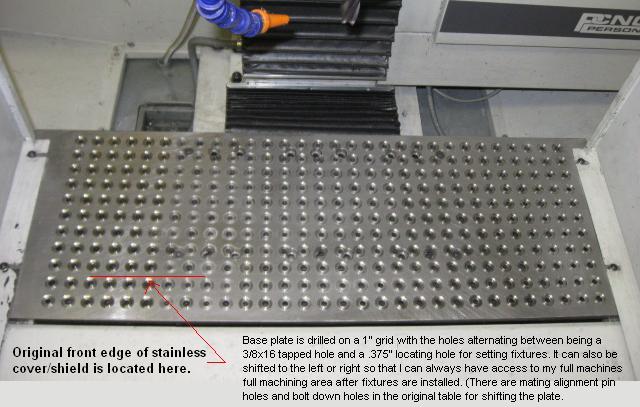 PCNC
PERSON
Original front edge of stainless
cover/shield is located here.
Base plate is drilled on a 1" grid with the holes alternating between being a
3/8x16 tapped hole and a .375" locating hole for setting fixtures. It can also be
shifted to the left or right so that I can always have access to my full machines
full machining area after fixtures are installed. (There are mating alignment pin
holes and bolt down holes in the original table for shifting the plate.